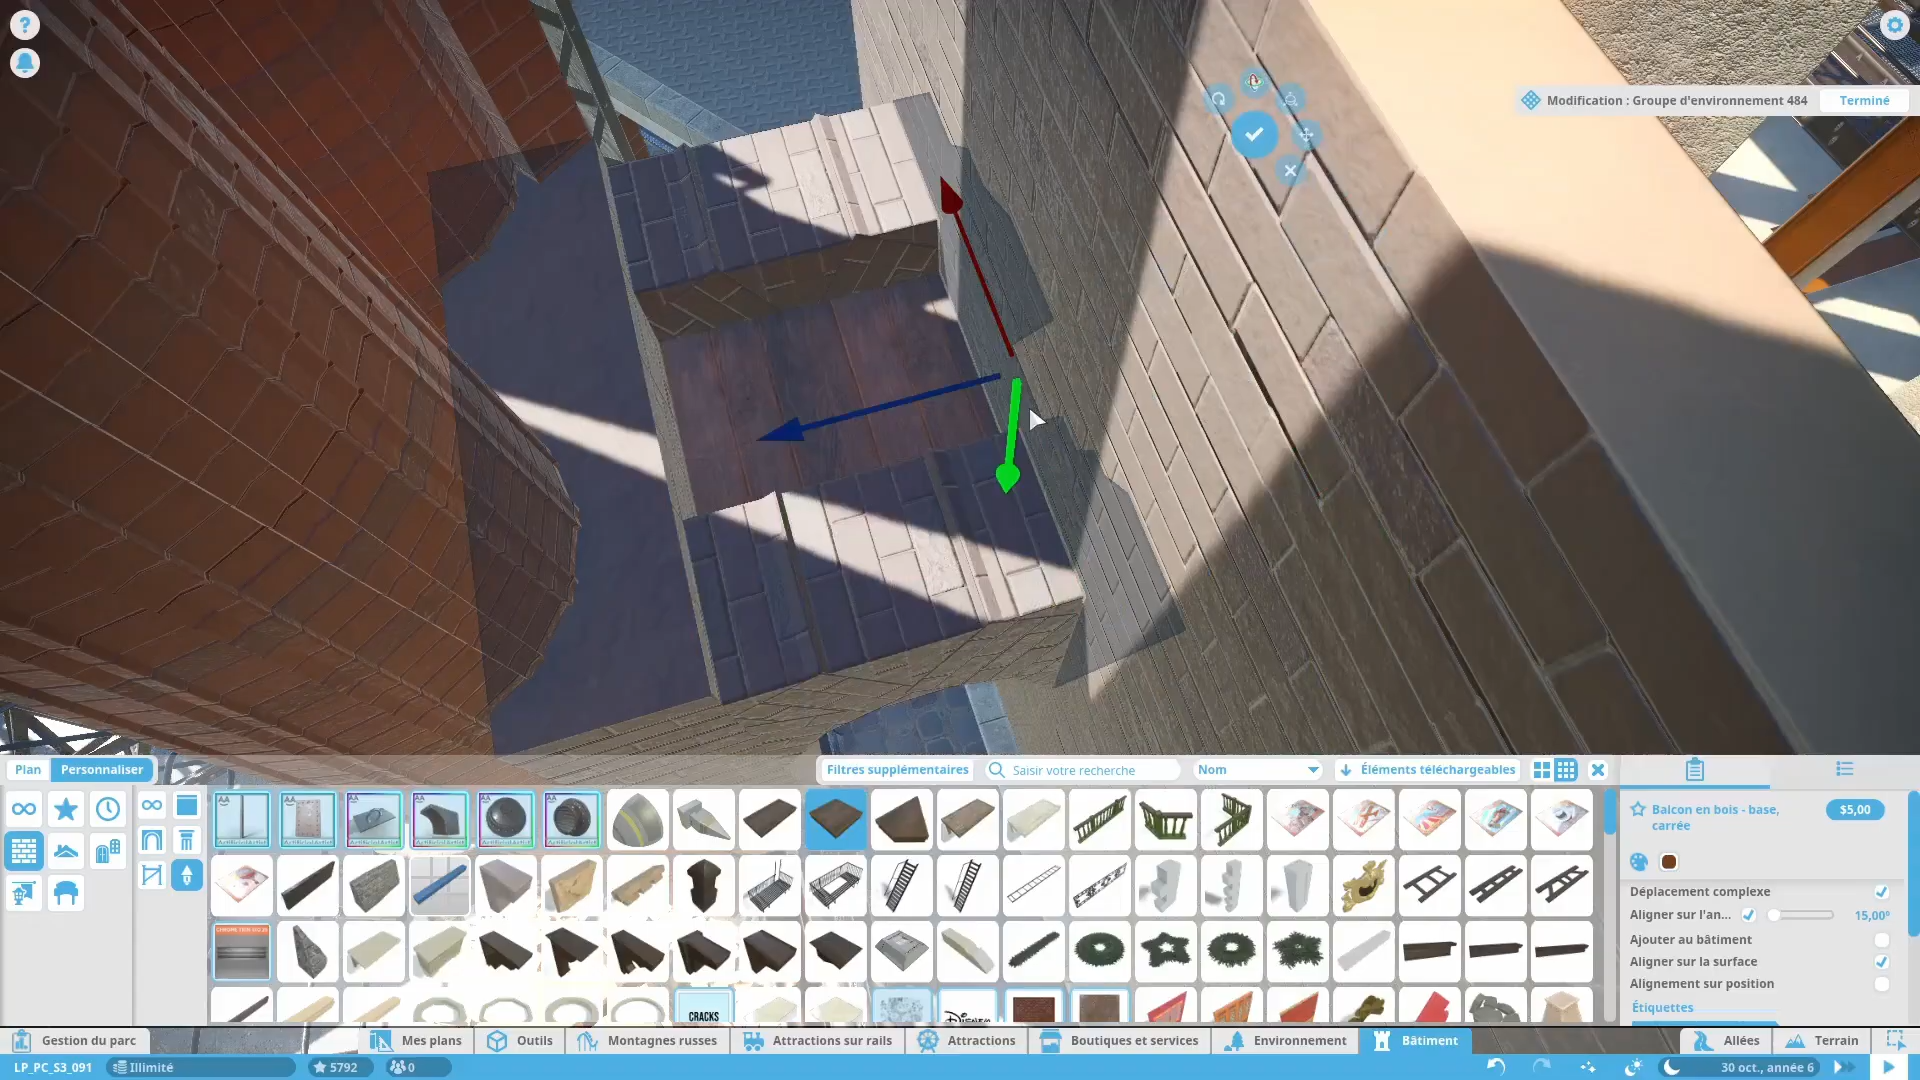 ?
Modification : Groupe d'environnement 484
Terminé
Plan
Personnaliser
Filtres supplémentaires
Saisir votre recherche
Nom
Éléments téléchargeables
Balcon en bois - base, carrée
$5,00
Déplacement complexe
Aligner sur l'an...
15,00°
Ajouter au bâtiment
Aligner sur la surface
Alignement sur position
Étiquettes
CRACKS
Gestion du parc
Mes plans
Outils
Montagnes russes
Attractions sur rails
Attractions
Boutiques et services
Environnement
Bâtiment
Allées
Terrain
LP_PC_S3_091
Illimité
5792
0
30 oct., année 6